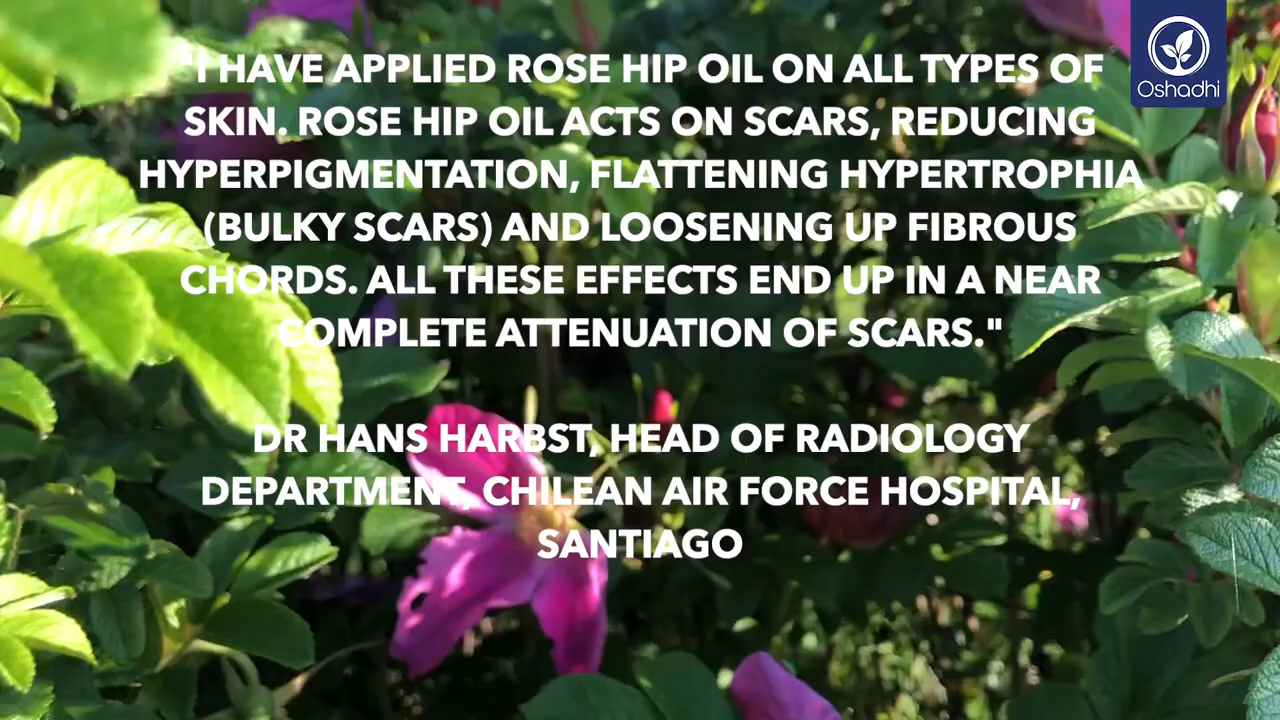 "I HAVE APPLIED ROSE HIP OIL ON ALL TYPES OF
SKIN. ROSE HIP OIL ACTS ON SCARS, REDUCING
HYPERPIGMENTATION, FLATTENING HYPERTROPHIA
(BULKY SCARS) AND LOOSENING UP FIBROUS
CHORDS. ALL THESE EFFECTS END UP IN A NEAR
COMPLETE ATTENUATION OF SCARS."
DR HANS HARBST, HEAD OF RADIOLOGY
DEPARTMENT, CHILEAN AIR FORCE HOSPITAL,
SANTIAGO
Oshadhi